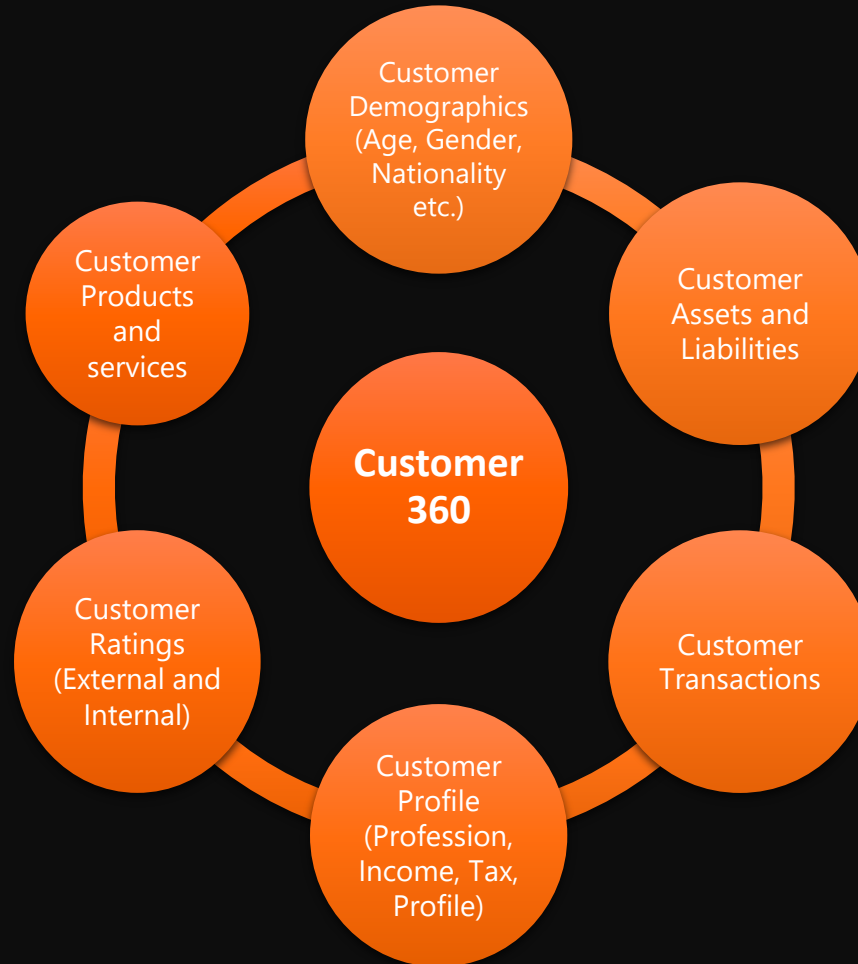 Customer
Demographics
(Age, Gender,
Nationality
etc.)
Customer
Assets and
Liabilities
Customer
Transactions
Customer
Profile
(Profession,
Income, Tax,
Profile)
Customer
Ratings
(External and
Internal)
Customer
Products
and
services
Customer
360